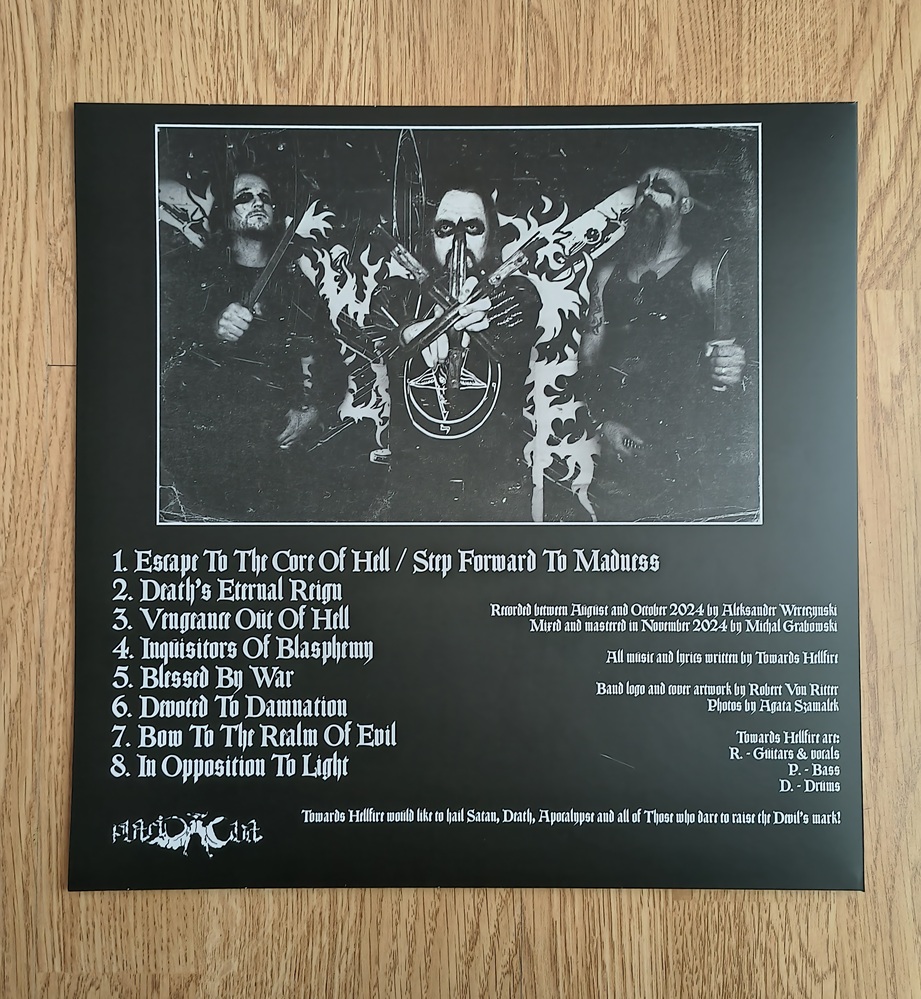 1. Escape To The Core Of Hell / Step Forward To Madness
2. Death's Eternal Reign
3. Vengeance Out Of Hell
4. Inquisitors Of Blasphemy
5. Blessed By War
6. Devoted To Damnation
7. Bow To The Realm Of Evil
8. In Opposition To Light
Recorded between August and October 2024 by Aleksander Wereczynski
Mixed and mastered in November 2024 by Michal Grabowski
All music and lyrics written by Towards Hellfire
Band logo and cover artwork by Robert Von Ritter
Photos by Agata Szamalek
Towards Hellfire are:
R. - Guitars & vocals
P. - Bass
D. - Drums
Towards Hellfire would like to hail Satan, Death, Apocalypse and all of Those who dare to raise the Devil's mark!